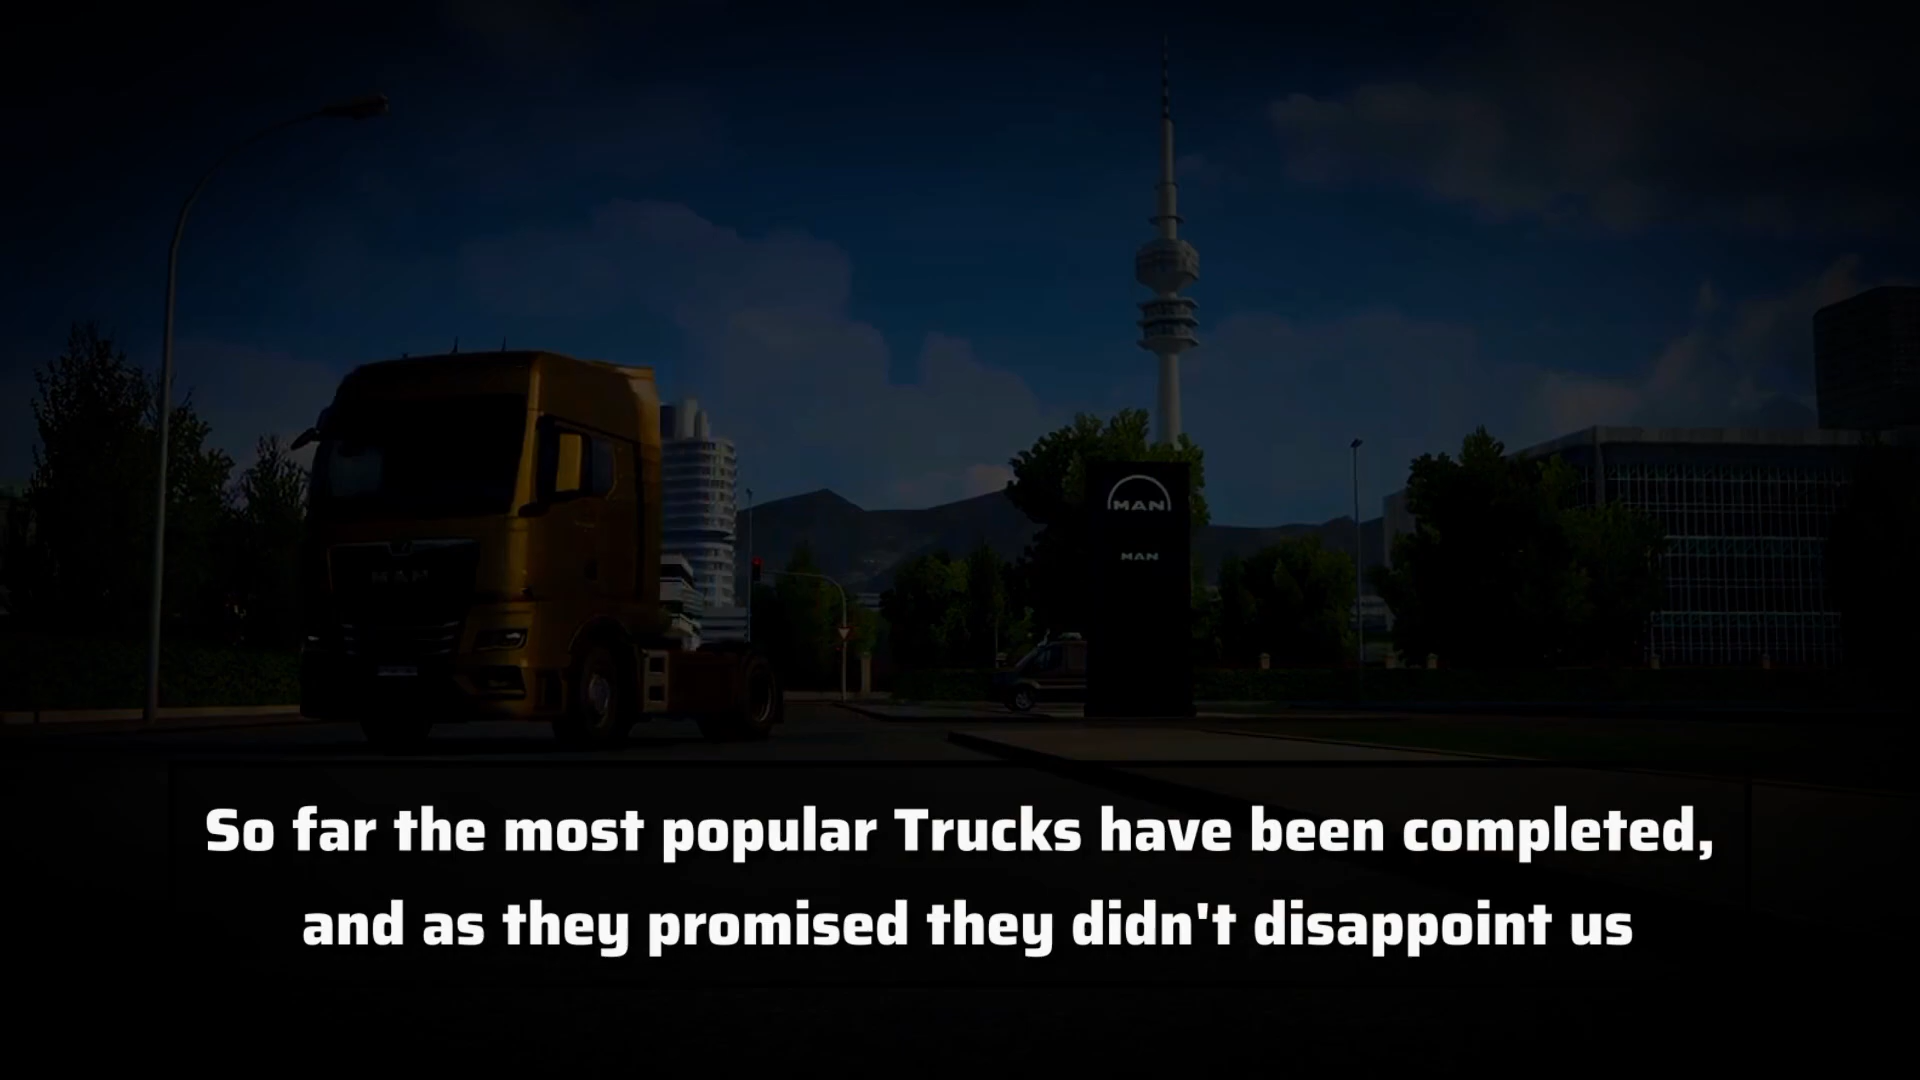 MAN
MAN
MAN
So far the most popular Trucks have been completed,
and as they promised they didn't disappoint us